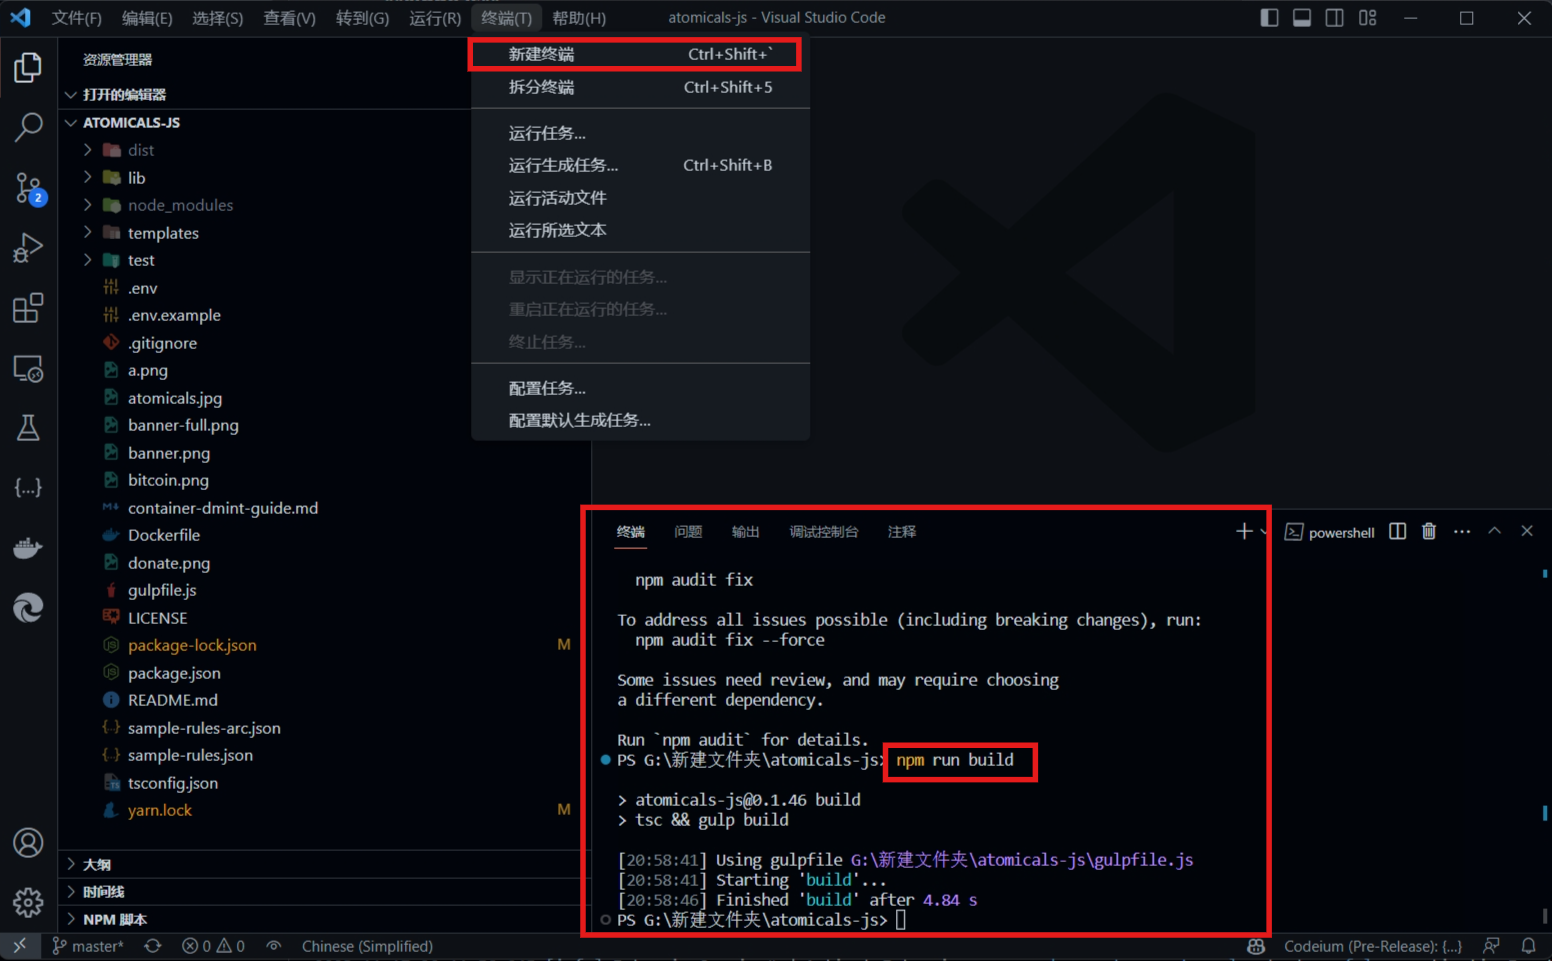 文件(F) 编辑(E) 选择(S) 查看(V) 转到(G) 运行(R) 终端(T) 帮助(H) atomicals-js - Visual Studio Code
资源管理器
打开的编辑器
ATOMICALS-JS
dist
lib
node_modules
templates
test
.env
.env.example
.gitignore
a.png
atomicals.jpg
banner-full.png
banner.png
bitcoin.png
container-dmint-guide.md
Dockerfile
donate.png
gulpfile.js
LICENSE
package-lock.json M
package.json
README.md
sample-rules-arc.json
sample-rules.json
tsconfig.json
yarn.lock M
大纲
时间线
NPM 脚本
2
新建终端 Ctrl+Shift+`
拆分终端 Ctrl+Shift+5
运行任务...
运行生成任务... Ctrl+Shift+B
运行活动文件
运行所选文本
显示正在运行的任务...
重启正在运行的任务...
终止任务...
配置任务...
配置默认生成任务...
终端 问题 输出 调试控制台 注释 powershell
npm audit fix
To address all issues possible (including breaking changes), run:
npm audit fix --force
Some issues need review, and may require choosing
a different dependency.
Run `npm audit` for details.
PS G:\新建文件夹\atomicals-js> npm run build
> atomicals-js@0.1.46 build
> tsc && gulp build
[20:58:41] Using gulpfile G:\新建文件夹\atomicals-js\gulpfile.js
[20:58:41] Starting 'build'...
[20:58:46] Finished 'build' after 4.84 s
PS G:\新建文件夹\atomicals-js>
master* 0 0 Chinese (Simplified) Codeium (Pre-Release): {...}